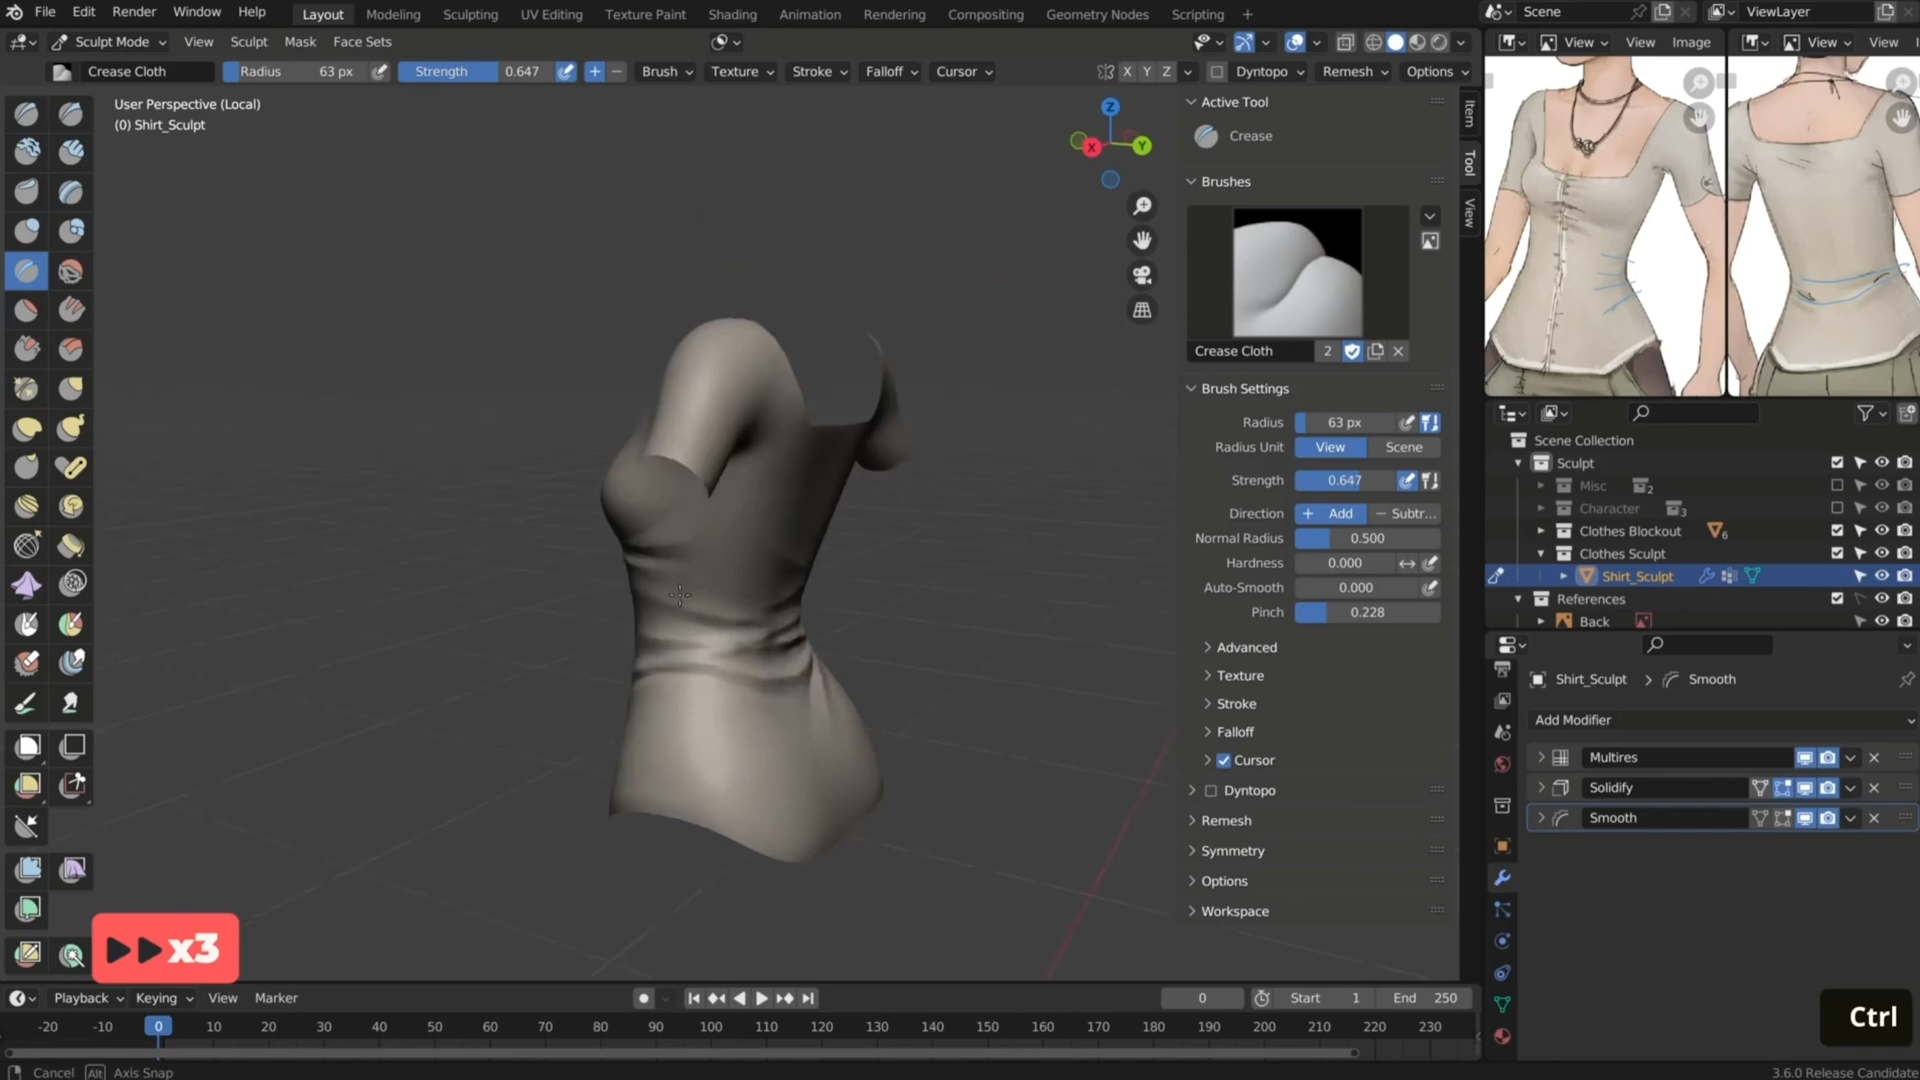 File Edit Render Window Help Layout Modeling Sculpting UV Editing Texture Paint Shading Animation Rendering Compositing Geometry Nodes Scripting + Scene ViewLayer
Sculpt Mode View Sculpt Mask Face Sets View View Image View View
Crease Cloth Radius 63 px Strength 0.647 Brush Texture Stroke Falloff Cursor X Y Z Dyntopo Remesh Options
User Perspective (Local)
(0) Shirt_Sculpt
Z
X
Y
Active Tool
Crease
Brushes
Crease Cloth 2
Brush Settings
Radius 63 px
Radius Unit View Scene
Strength 0.647
Direction + Add — Subtr...
Normal Radius 0.500
Hardness 0.000
Auto-Smooth 0.000
Pinch 0.228
Advanced
Texture
Stroke
Falloff
Cursor
Dyntopo
Remesh
Symmetry
Options
Workspace
Item
Tool
View
Scene Collection
Sculpt
Misc 2
Character 3
Clothes Blockout 6
Clothes Sculpt
Shirt_Sculpt
References
Back
Shirt_Sculpt > Smooth
Add Modifier
Multires
Solidify
Smooth
x3
Playback Keying View Marker 0 Start 1 End 250
-20 -10 0 10 20 30 40 50 60 70 80 90 100 110 120 130 140 150 160 170 180 190 200 210 220 230
Ctrl
Cancel Alt Axis Snap 3.6.0 Release Candidate